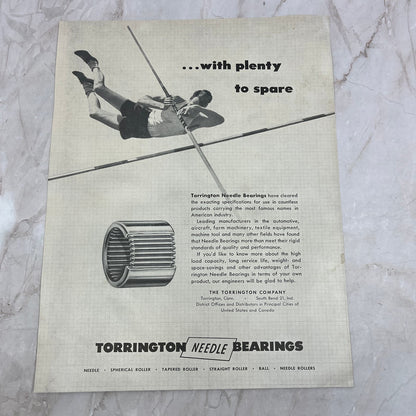 ...with plenty
to spare
Torrington Needle Bearings have cleared
the exacting specifications for use in countless
products carrying the most famous names in
American industry.
Leading manufacturers in the automotive,
aircraft, farm machinery, textile equipment,
machine tool and many other fields have found
that Needle Bearings more than meet their rigid
standards of quality and performance.
If you'd like to know more about the high
load capacity, long service life, weight- and
space-savings and other advantages of Tor-
rington Needle Bearings in terms of your own
product, our engineers will be glad to help.
THE TORRINGTON COMPANY
Torrington, Conn. · South Bend 21, Ind.
District Offices and Distributors in Principal Cities of
United States and Canada
TORRINGTON NEEDLE BEARINGS
NEEDLE · SPHERICAL ROLLER · TAPERED ROLLER · STRAIGHT ROLLER · BALL · NEEDLE ROLLERS